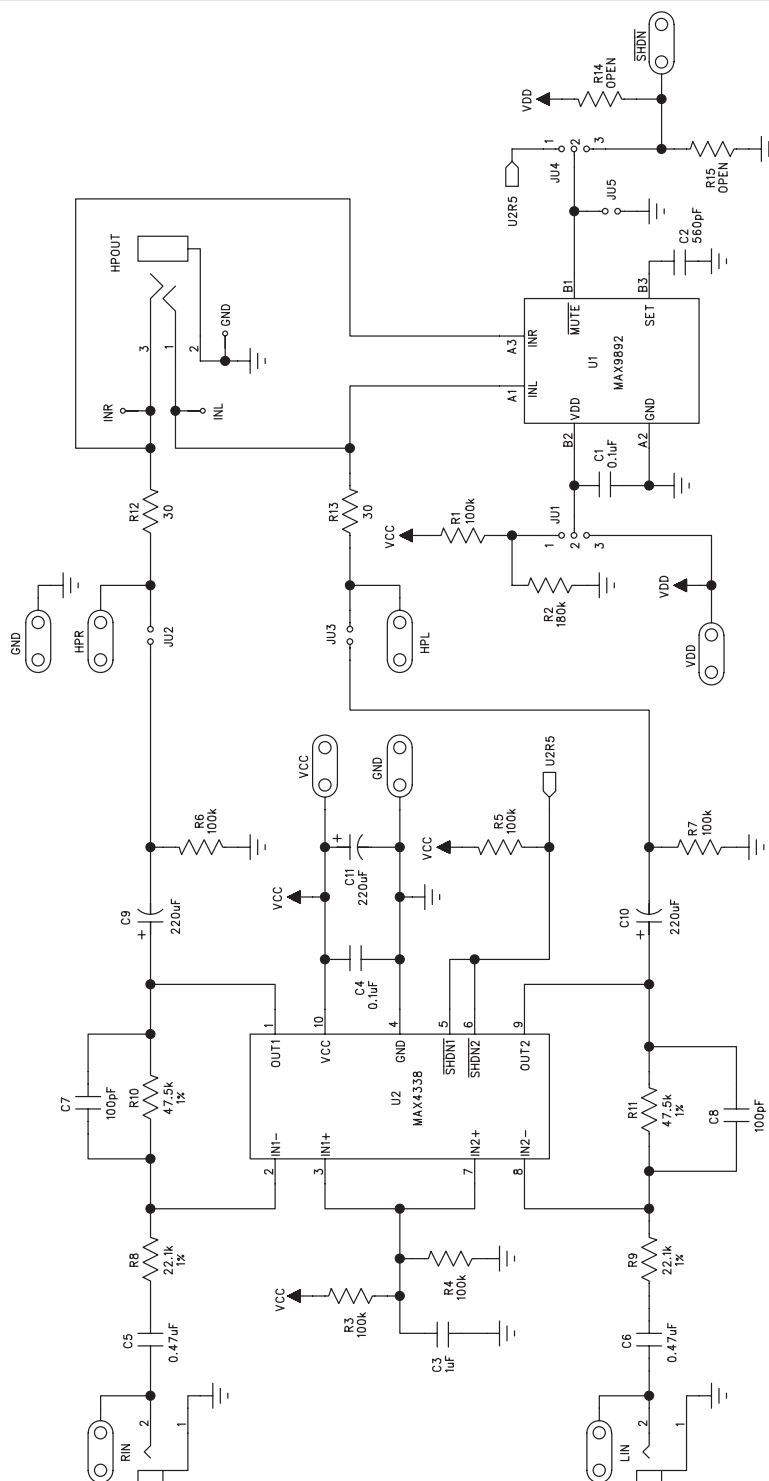 RIN
2
1
C5
0.47uF
R8
22.1k
1%
C7
100pF
R10
47.5k
1%
C9
220uF
+
R6
100k
GND
HPR
JU2
R12
30
INR
INL
3
1
2
HPOUT
GND
VCC
R3
100k
R4
100k
C3
1uF
2
IN1-
3
IN1+
7
IN2+
8
IN2-
U2
MAX4338
OUT1
1
VCC
10
GND
4
SHDN1
5
SHDN2
6
OUT2
9
VCC
C4
0.1uF
C11
220uF
+
VCC
GND
VCC
R5
100k
U2R5
LIN
2
1
C6
0.47uF
R9
22.1k
1%
R11
47.5k
1%
C8
100pF
C10
220uF
+
R7
100k
JU3
HPL
R13
30
VCC
R1
100k
R2
180k
JU1
1
2
3
VDD
VDD
C1
0.1uF
B2
VDD
A2
GND
A1
INL
A3
INR
U1
MAX9892
MUTE
B1
SET
B3
C2
560pF
JU5
U2R5
JU4
1
2
3
VDD
R14
OPEN
R15
OPEN
SHDN